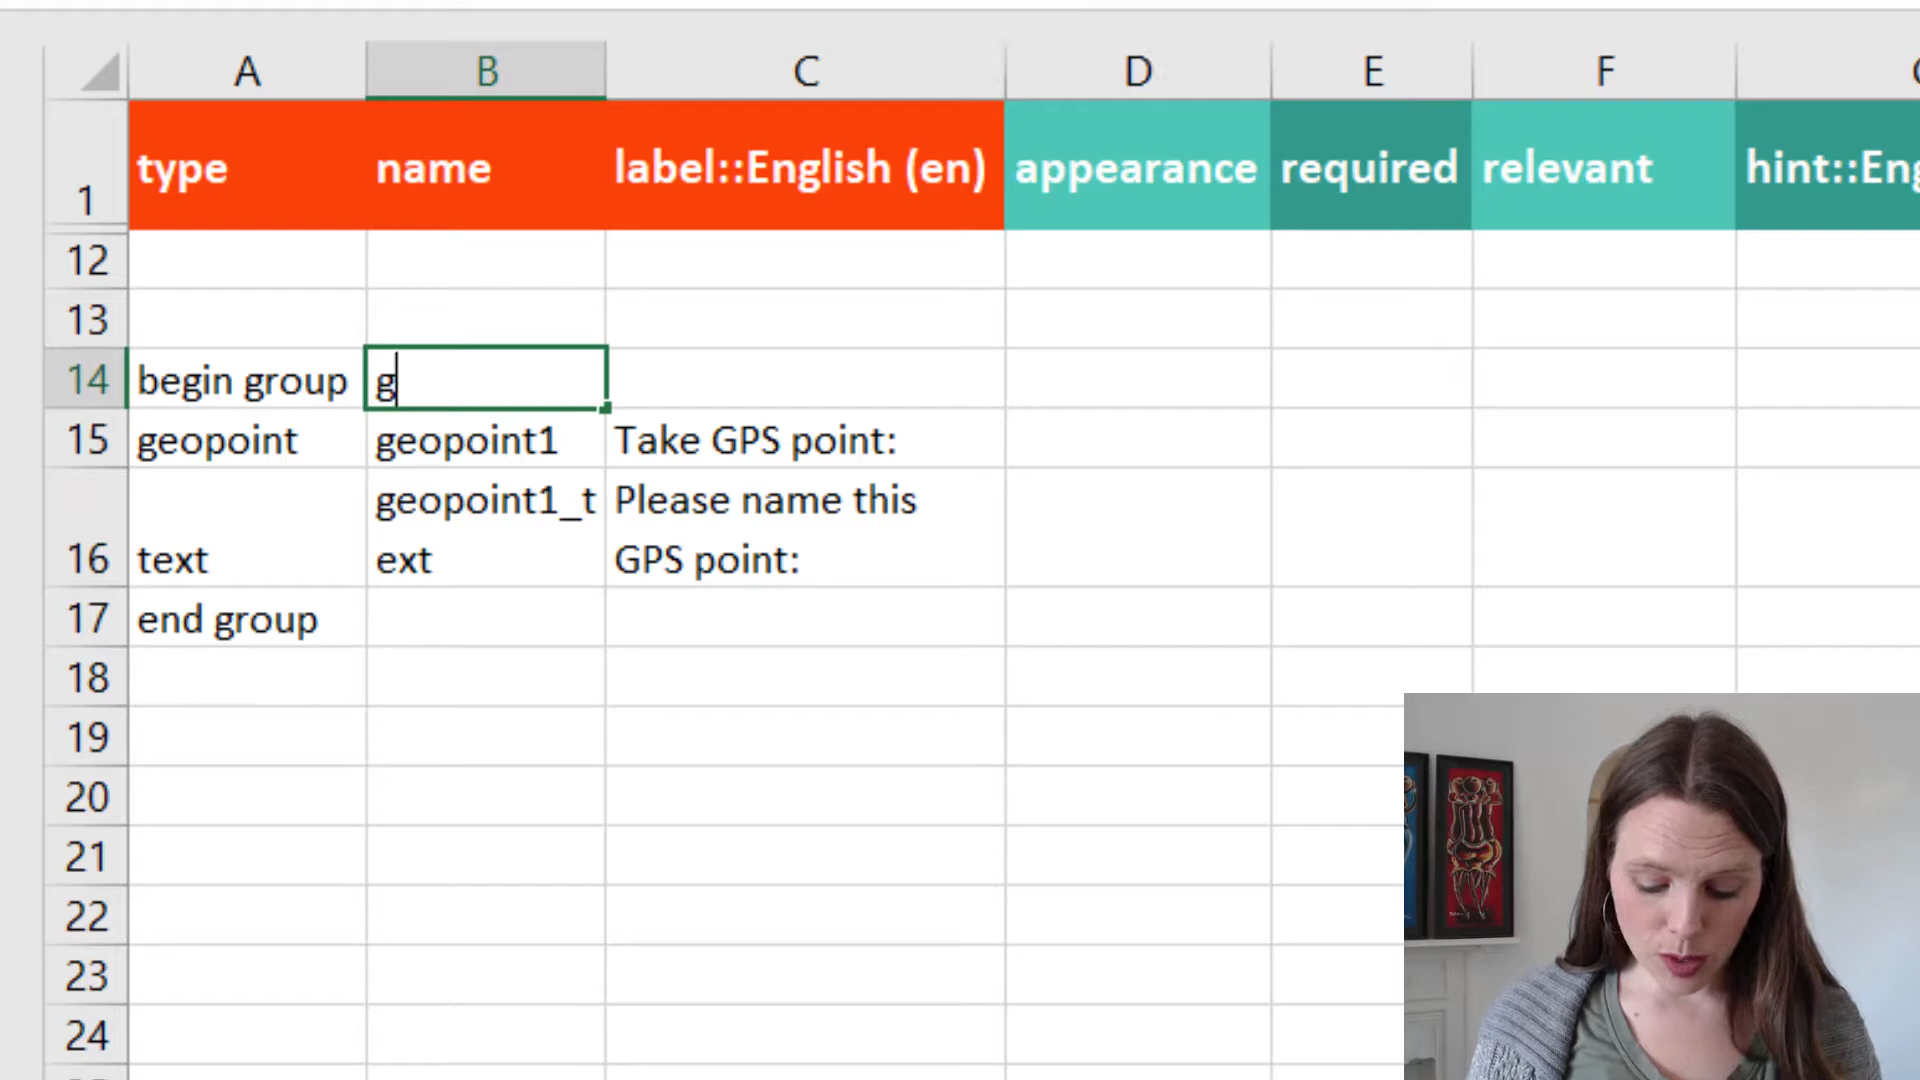 A B C D E F
1 type name label::English (en) appearance required relevant hint::Eng
12
13
14 begin group g
15 geopoint geopoint1 Take GPS point:
geopoint1_t Please name this
16 text ext GPS point:
17 end group
18
19
20
21
22
23
24